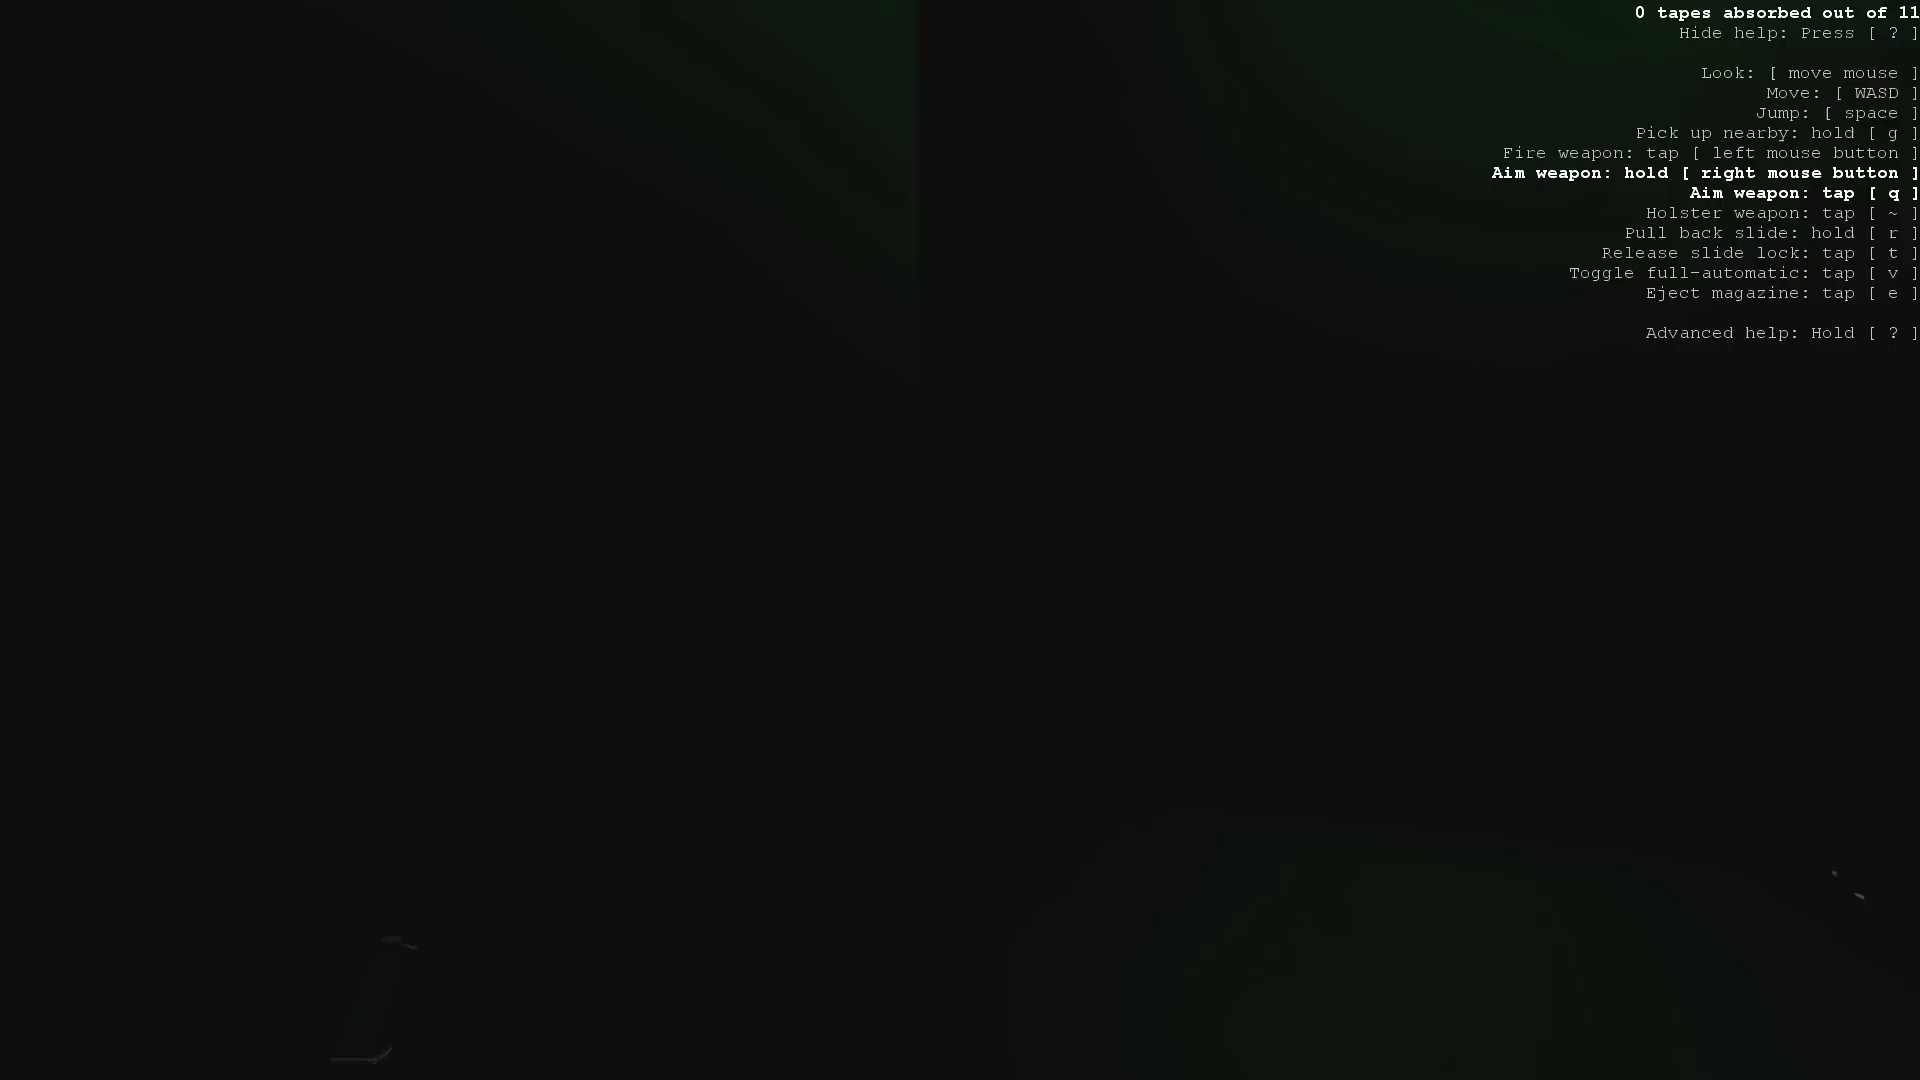 0 tapes absorbed out of 11
Hide help: Press [ ? ]
Look: [ move mouse ]
Move: [ WASD ]
Jump: [ space ]
Pick up nearby: hold [ g ]
Fire weapon: tap [ left mouse button ]
Aim weapon: hold [ right mouse button ]
Aim weapon: tap [ q ]
Holster weapon: tap [ ~ ]
Pull back slide: hold [ r ]
Release slide lock: tap [ t ]
Toggle full-automatic: tap [ v ]
Eject magazine: tap [ e ]
Advanced help: Hold [ ? ]